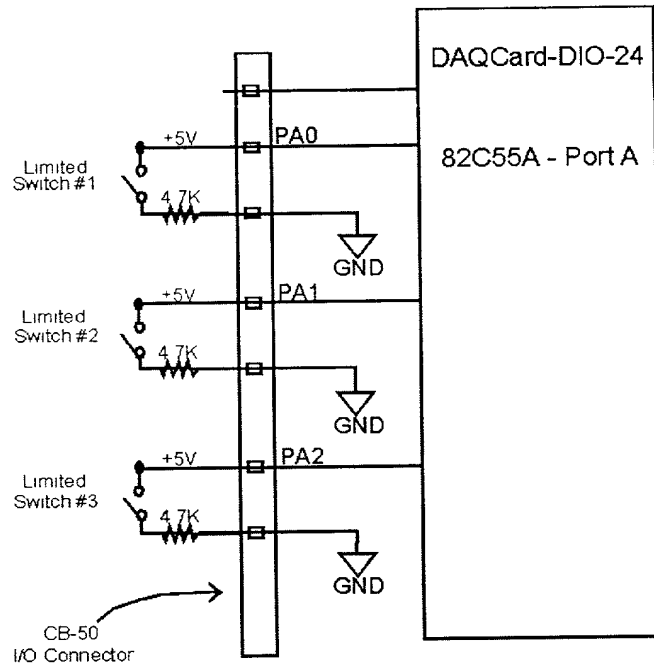 DAQCard-DIO-24
82C55A - Port A
+5V
PA0
Limited
Switch #1
4.7K
GND
+5V
PA1
Limited
Switch #2
4.7K
GND
+5V
PA2
Limited
Switch #3
4.7K
GND
CB-50
I/O Connector